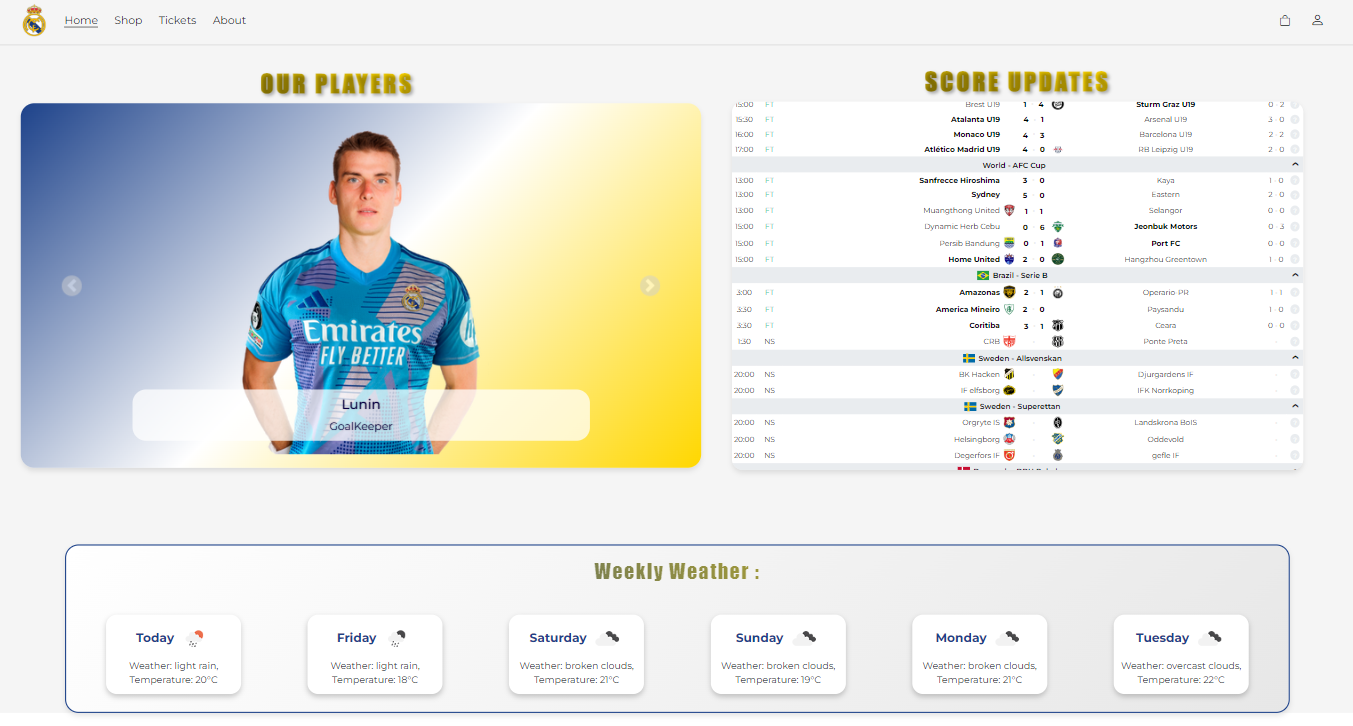 Home Shop Tickets About
OUR PLAYERS
Emirates
FLY BETTER
Lunin
GoalKeeper
SCORE UPDATES
15:00 FT Brest U19 1 4 Sturm Graz U19 0 - 2
15:30 FT Atalanta U19 4 - 1 Arsenal U19 3 - 0
16:00 FT Monaco U19 4 - 3 Barcelona U19 2 - 2
17:00 FT Atlético Madrid U19 4 - 0 RB Leipzig U19 2 - 0
World - AFC Cup
13:00 FT Sanfrecce Hiroshima 3 - 0 Kaya 1 - 0
13:00 FT Sydney 5 - 0 Eastern 2 - 0
13:00 FT Muangthong United 1 - 1 Selangor 0 - 0
15:00 FT Dynamic Herb Cebu 0 - 6 Jeonbuk Motors 0 - 3
15:00 FT Persib Bandung 0 - 1 Port FC 0 - 0
15:00 FT Home United 2 - 0 Hangzhou Greentown 1 - 0
Brazil - Serie B
3:00 FT Amazonas 2 - 1 Operario-PR 1 - 1
3:30 FT America Mineiro 2 - 0 Paysandu 1 - 0
3:30 FT Coritiba 3 - 1 Ceara 0 - 0
1:30 NS CRB - Ponte Preta -
Sweden - Allsvenskan
20:00 NS BK Hacken - Djurgardens IF -
20:00 NS IF elfsborg - IFK Norrkoping -
Sweden - Superettan
20:00 NS Orgryte IS - Landskrona BoIS -
20:00 NS Helsingborg - Oddevold -
20:00 NS Degerfors IF - gefle IF -
Weekly Weather :
Today
Weather: light rain,
Temperature: 20°C
Friday
Weather: light rain,
Temperature: 18°C
Saturday
Weather: broken clouds,
Temperature: 21°C
Sunday
Weather: broken clouds,
Temperature: 19°C
Monday
Weather: broken clouds,
Temperature: 21°C
Tuesday
Weather: overcast clouds,
Temperature: 22°C